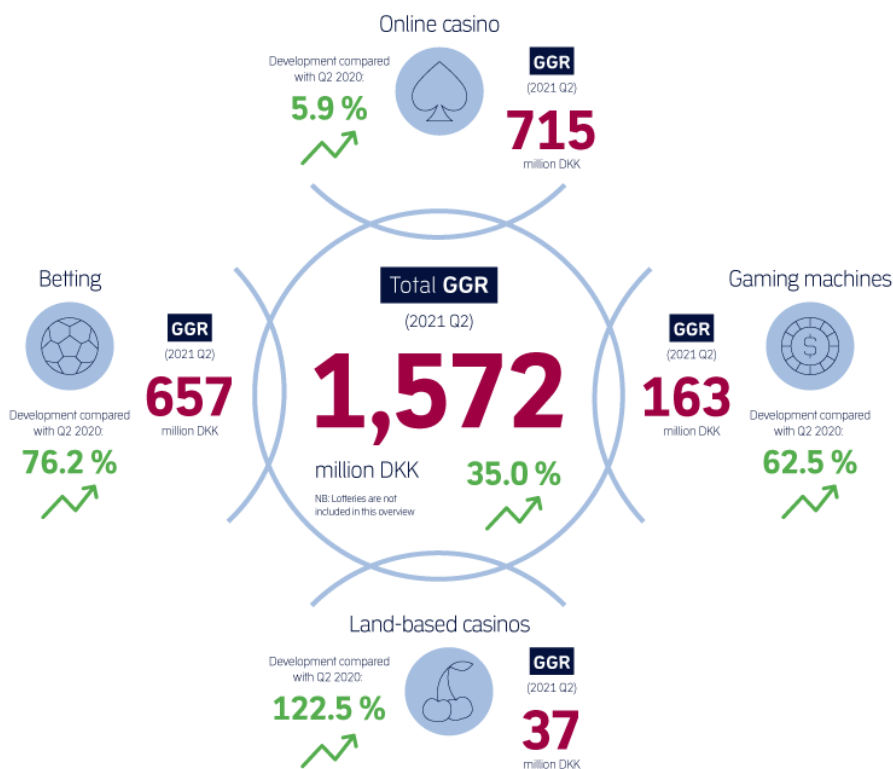 Online casino
Development compared
with Q2 2020:
5.9 %
GGR
(2021 Q2)
715
million DKK
Betting
Development compared
with Q2 2020:
76.2 %
GGR
(2021 Q2)
657
million DKK
Total GGR
(2021 Q2)
1,572
million DKK
NB: Lotteries are not
included in this overview
35.0 %
Gaming machines
GGR
(2021 Q2)
163
million DKK
$
Development compared
with Q2 2020:
62.5 %
Land-based casinos
Development compared
with Q2 2020:
122.5 %
GGR
(2021 Q2)
37
million DKK